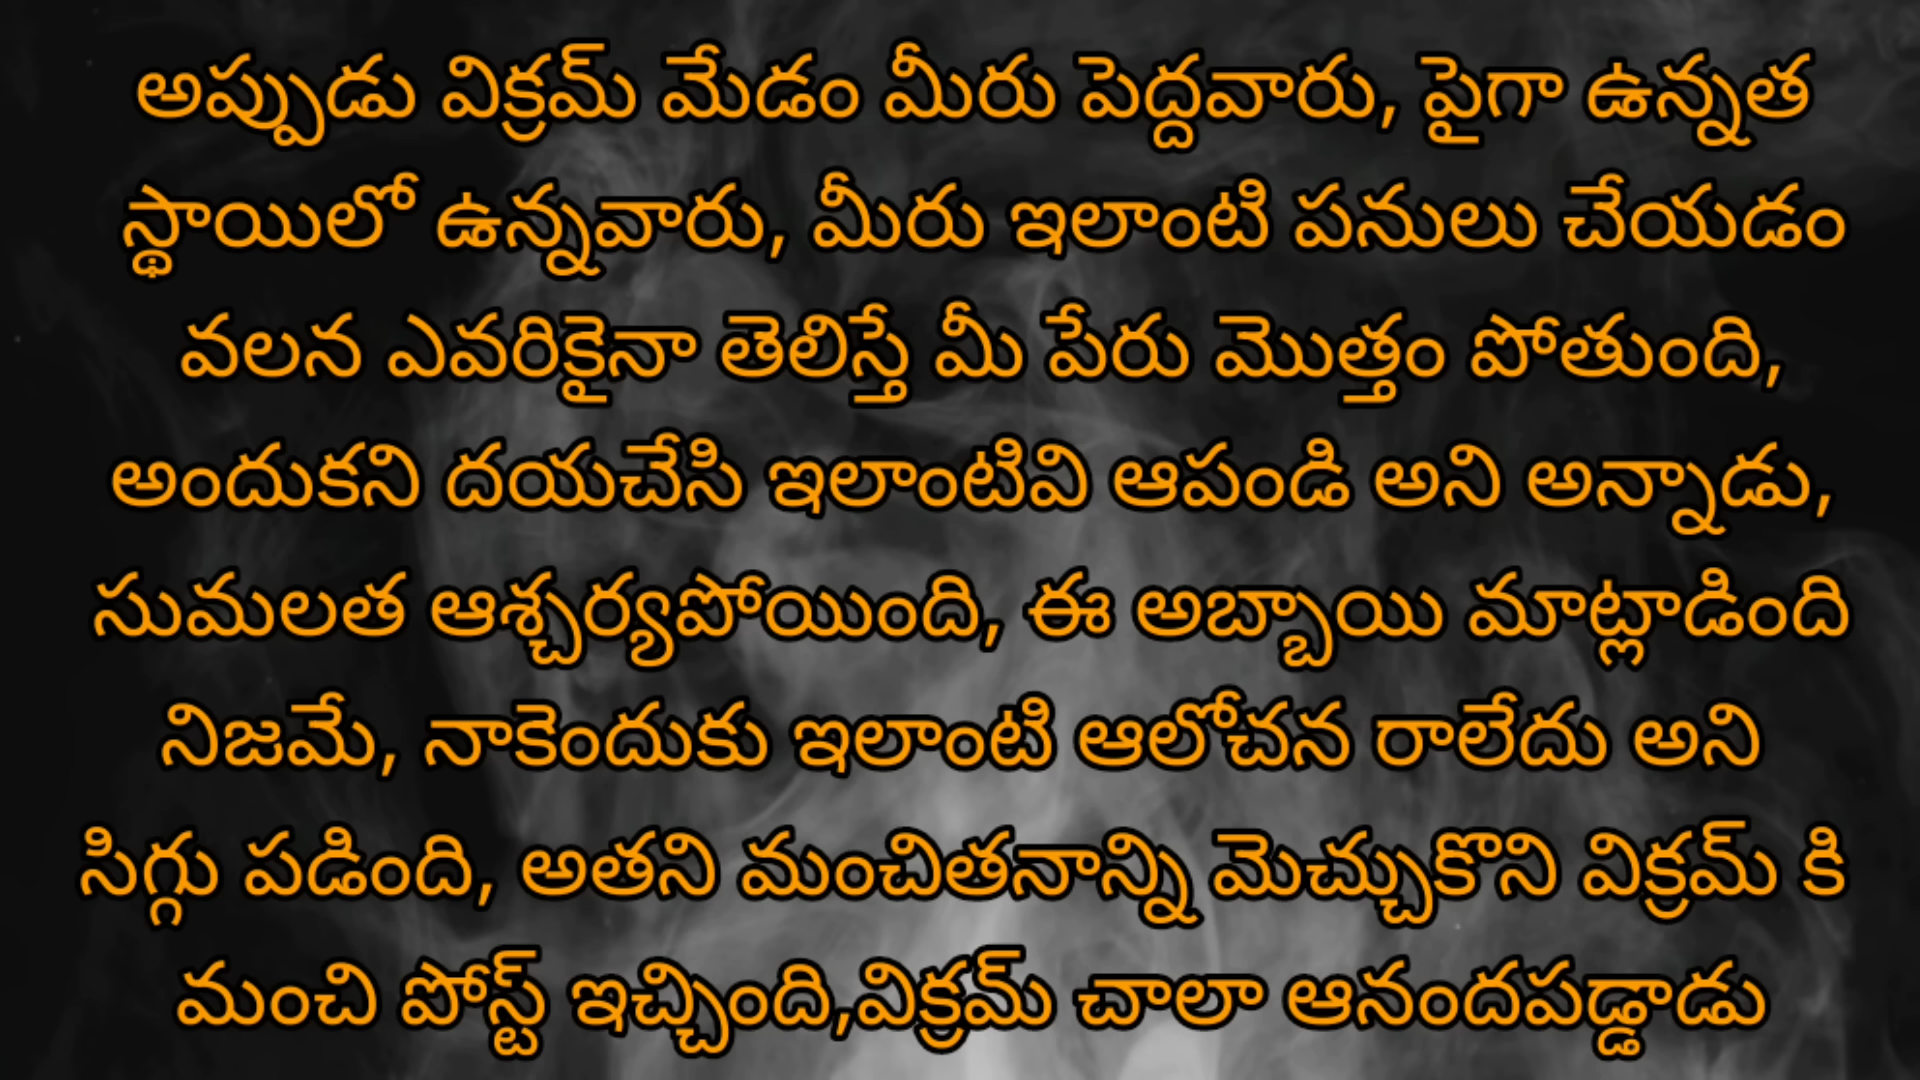 అప్పుడు విక్రమ్ మేడం మీరు పెద్దవారు, పైగా ఉన్నత
స్థాయిలో ఉన్నవారు, మీరు ఇలాంటి పనులు చేయడం
వలన ఎవరికైనా తెలిస్తే మీ పేరు మొత్తం పోతుంది,
అందుకని దయచేసి ఇలాంటివి ఆపండి అని అన్నాడు,
సుమలత ఆశ్చర్యపోయింది, ఈ అబ్బాయి మాట్లాడింది
నిజమే, నాకెందుకు ఇలాంటి ఆలోచన రాలేదు అని
సిగ్గు పడింది, అతని మంచితనాన్ని మెచ్చుకొని విక్రమ్ కి
మంచి పోస్ట్ ఇచ్చింది,విక్రమ్ చాలా ఆనందపడ్డాడు